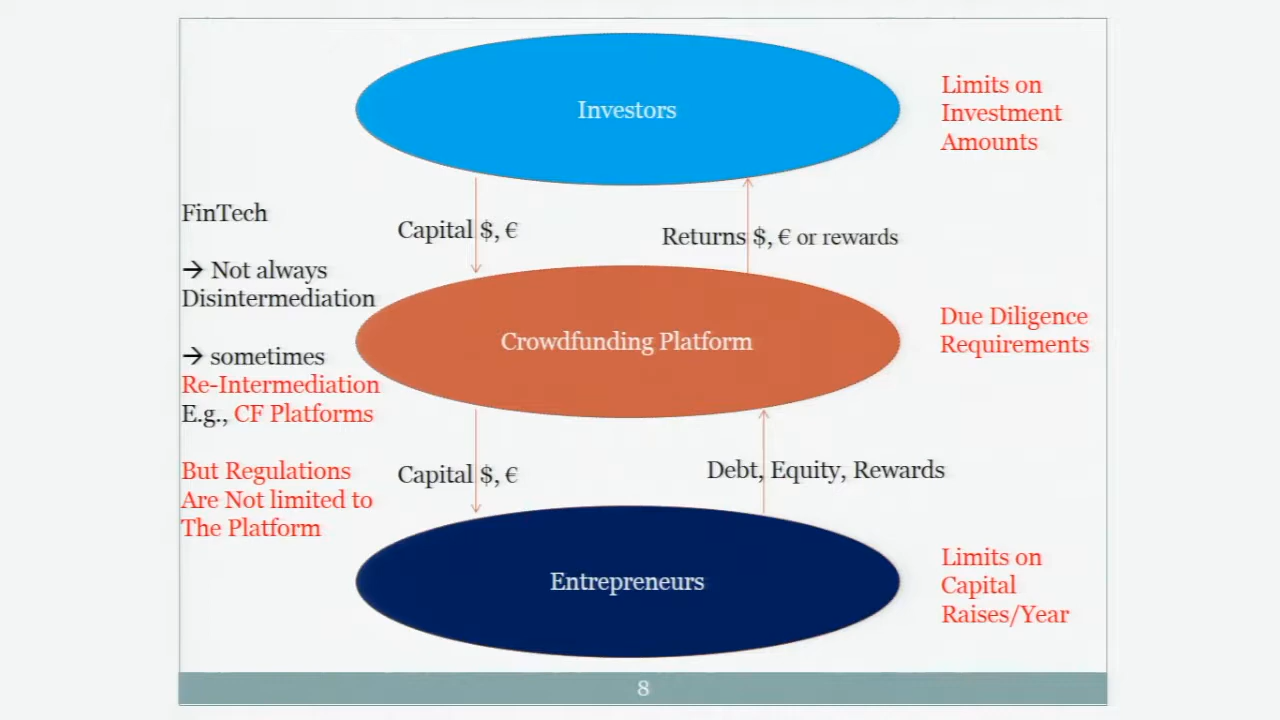 Investors
Limits on
Investment
Amounts
FinTech
→ Not always
Disintermediation
→ sometimes
Re-Intermediation
E.g., CF Platforms
But Regulations
Are Not limited to
The Platform
Capital $, €
Returns $, € or rewards
Crowdfunding Platform
Due Diligence
Requirements
Capital $, €
Debt, Equity, Rewards
Entrepreneurs
Limits on
Capital
Raises/Year
8